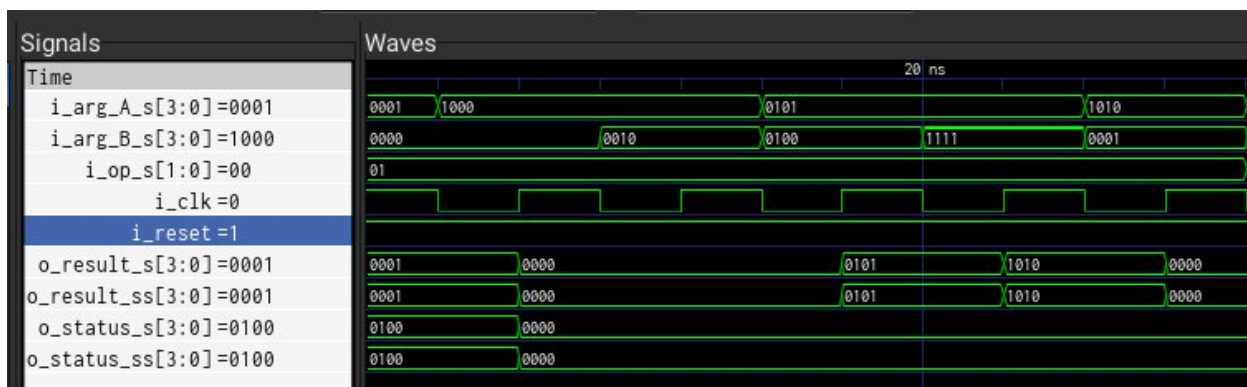 Signals Waves
Time 20 ns
i_arg_A_s[3:0]=0001 0001 1000 0101 1010
i_arg_B_s[3:0]=1000 0000 0010 0100 1111 0001
i_op_s[1:0]=00 01
i_clk=0
i_reset=1
o_result_s[3:0]=0001 0001 0000 0101 1010 0000
o_result_ss[3:0]=0001 0001 0000 0101 1010 0000
o_status_s[3:0]=0100 0100 0000
o_status_ss[3:0]=0100 0100 0000